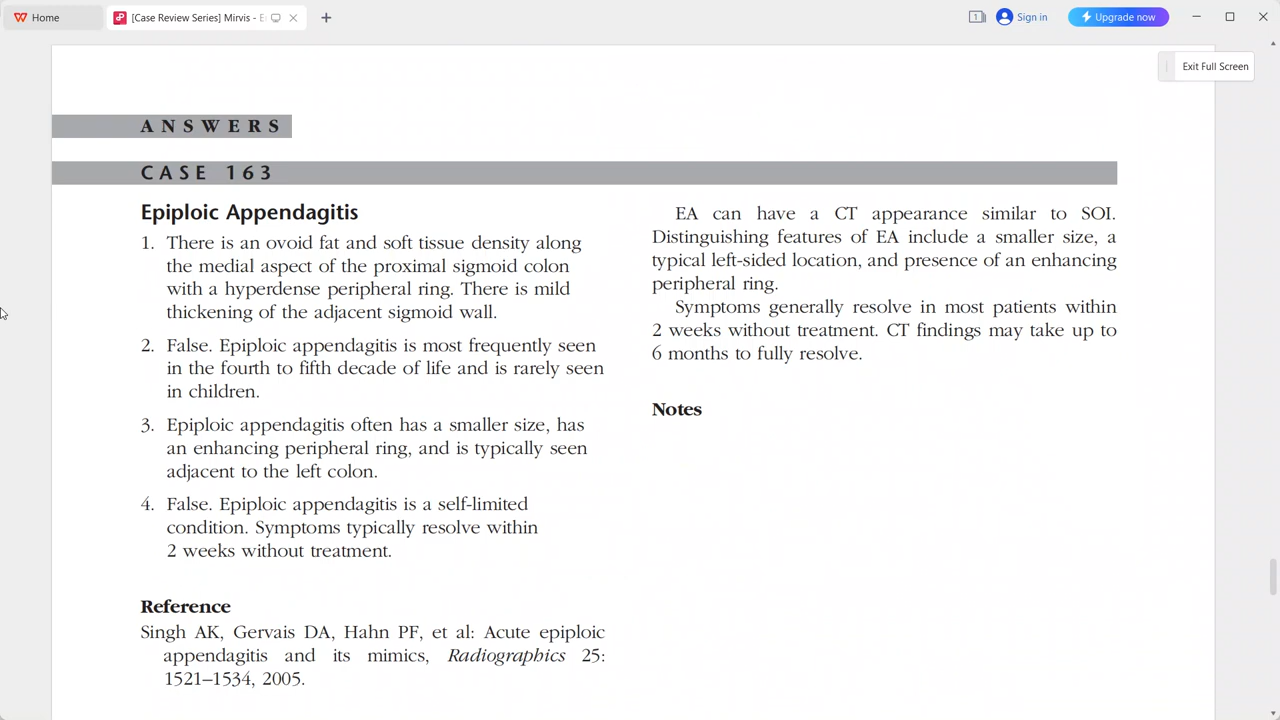 Home
[Case Review Series] Mirvis - E
1
Sign in
Upgrade now
Exit Full Screen
ANSWERS
CASE 163
Epiploic Appendagitis
1. There is an ovoid fat and soft tissue density along
the medial aspect of the proximal sigmoid colon
with a hyperdense peripheral ring. There is mild
thickening of the adjacent sigmoid wall.
2. False. Epiploic appendagitis is most frequently seen
in the fourth to fifth decade of life and is rarely seen
in children.
3. Epiploic appendagitis often has a smaller size, has
an enhancing peripheral ring, and is typically seen
adjacent to the left colon.
4. False. Epiploic appendagitis is a self-limited
condition. Symptoms typically resolve within
2 weeks without treatment.
Reference
Singh AK, Gervais DA, Hahn PF, et al: Acute epiploic
appendagitis and its mimics, Radiographics 25:
1521–1534, 2005.
EA can have a CT appearance similar to SOI.
Distinguishing features of EA include a smaller size, a
typical left-sided location, and presence of an enhancing
peripheral ring.
Symptoms generally resolve in most patients within
2 weeks without treatment. CT findings may take up to
6 months to fully resolve.
Notes